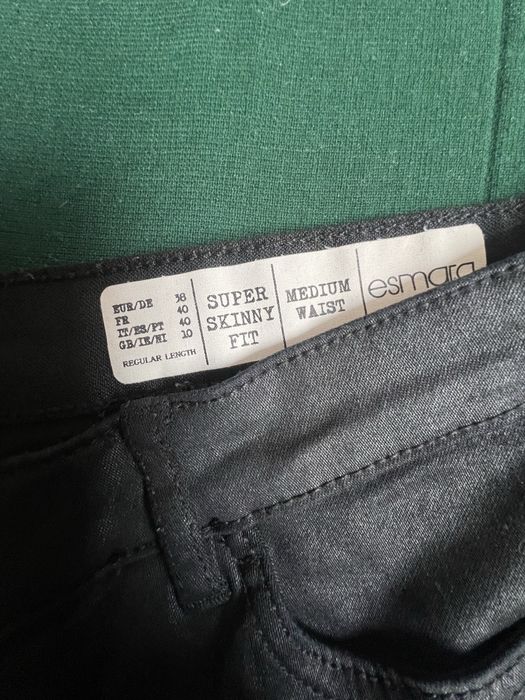 EUR/DE 38
FR 40
IT/ES/PT 40
GB/IE/NI 10
REGULAR LENGTH
SUPER
SKINNY
FIT
MEDIUM
WAIST
esmara